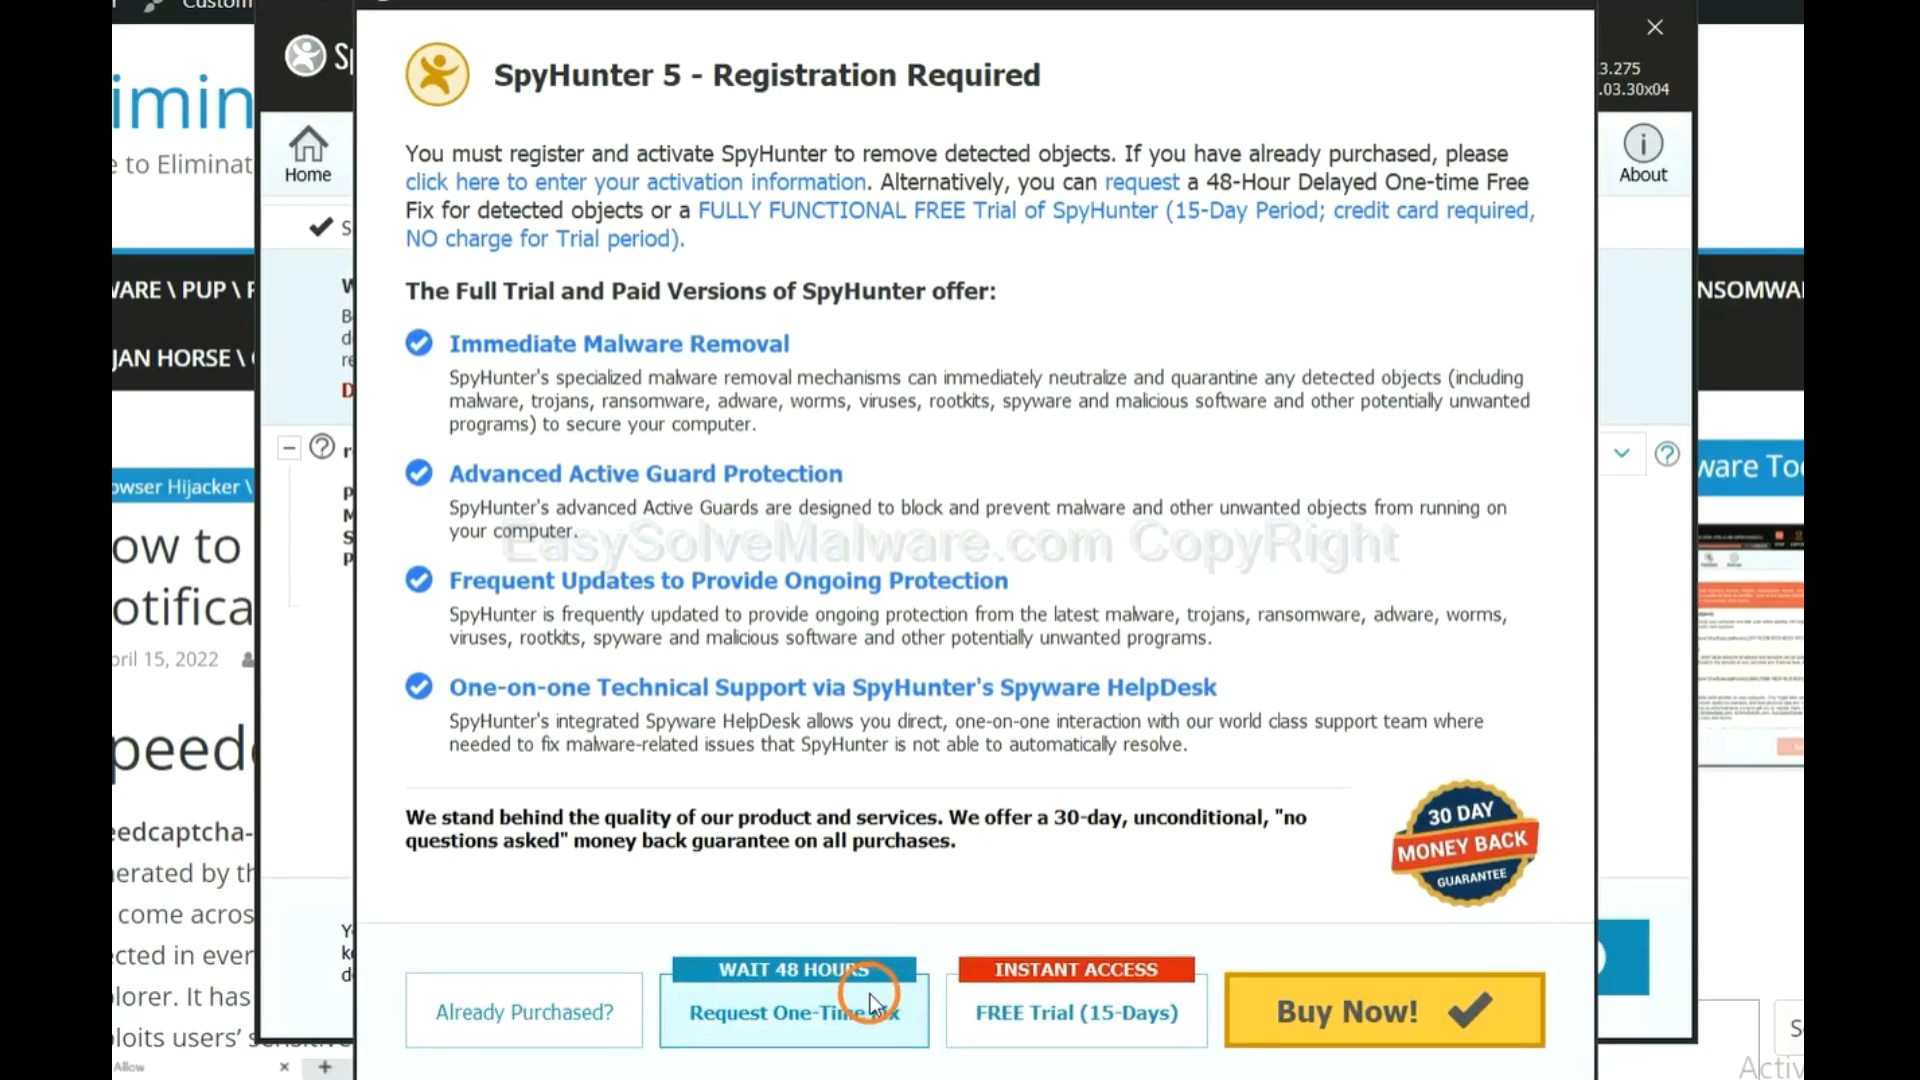 Custom
Sp
SpyHunter 5 - Registration Required
3.275
.03.30x04
imin
e to Eliminat
Home
About
You must register and activate SpyHunter to remove detected objects. If you have already purchased, please
click here to enter your activation information. Alternatively, you can request a 48-Hour Delayed One-time Free
Fix for detected objects or a FULLY FUNCTIONAL FREE Trial of SpyHunter (15-Day Period; credit card required,
NO charge for Trial period).
The Full Trial and Paid Versions of SpyHunter offer:
WARE \ PUP \
NSOMWA
JAN HORSE \
Immediate Malware Removal
SpyHunter's specialized malware removal mechanisms can immediately neutralize and quarantine any detected objects (including
malware, trojans, ransomware, adware, worms, viruses, rootkits, spyware and malicious software and other potentially unwanted
programs) to secure your computer.
Advanced Active Guard Protection
SpyHunter's advanced Active Guards are designed to block and prevent malware and other unwanted objects from running on
your computer.
EasySolveMalware.com CopyRight
owser Hijacker \
ware Too
ow to
otifica
Frequent Updates to Provide Ongoing Protection
SpyHunter is frequently updated to provide ongoing protection from the latest malware, trojans, ransomware, adware, worms,
viruses, rootkits, spyware and malicious software and other potentially unwanted programs.
pril 15, 2022
One-on-one Technical Support via SpyHunter's Spyware HelpDesk
SpyHunter's integrated Spyware HelpDesk allows you direct, one-on-one interaction with our world class support team where
needed to fix malware-related issues that SpyHunter is not able to automatically resolve.
peedc
eedcaptcha-
erated by th
come acros
cted in ever
lorer. It has
ploits users' s
We stand behind the quality of our product and services. We offer a 30-day, unconditional, "no
questions asked" money back guarantee on all purchases.
30 DAY
MONEY BACK
GUARANTEE
WAIT 48 HOURS
INSTANT ACCESS
Already Purchased?
Request One-Time Fix
FREE Trial (15-Days)
Buy Now!
Allow
Activ